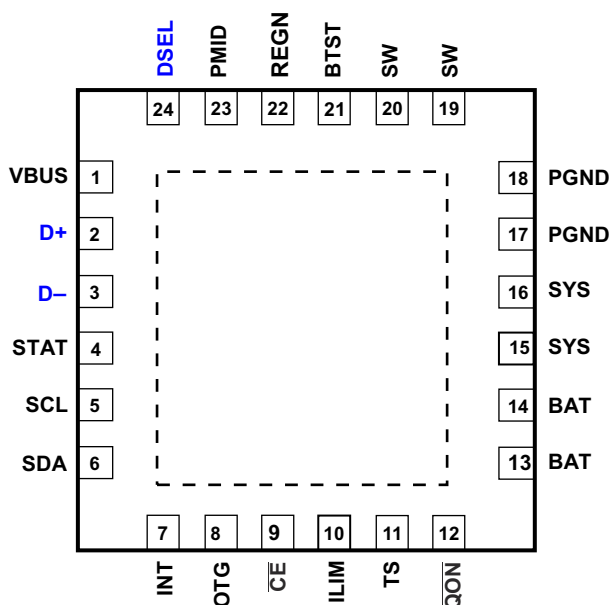 DSEL PMID REGN BTST SW SW
24 23 22 21 20 19
VBUS 1 18 PGND
D+ 2 17 PGND
D– 3 16 SYS
STAT 4 15 SYS
SCL 5 14 BAT
SDA 6 13 BAT
7 8 9 10 11 12
INT OTG CE ILIM TS QON